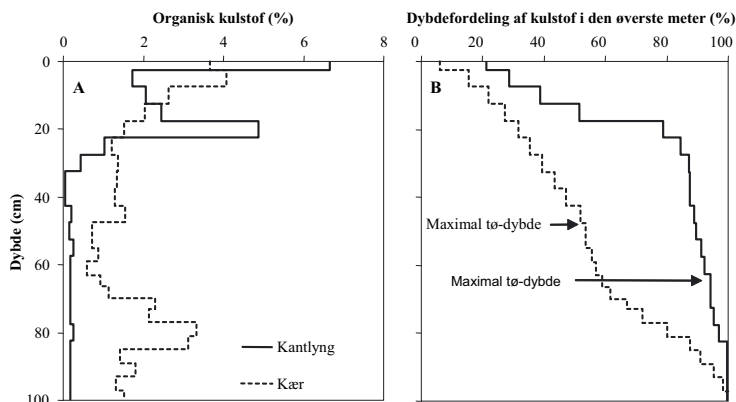 Organisk kulstof (%)
0 2 4 6 8
0
20
40
60
80
100
Dybde (cm)
A
Kantlyng
Kær
Dybdefordeling af kulstof i den øverste meter (%)
0 20 40 60 80 100
B
Maximal tø-dybde
Maximal tø-dybde